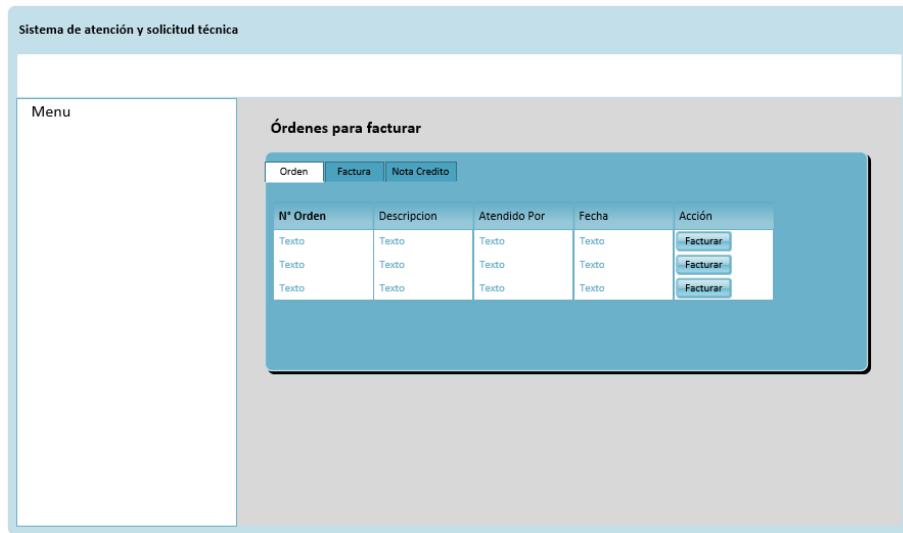 Sistema de atención y solicitud técnica
Menu
Órdenes para facturar
Orden Factura Nota Credito
N° Orden Descripcion Atendido Por Fecha Acción
Texto Texto Texto Texto Facturar
Texto Texto Texto Texto Facturar
Texto Texto Texto Texto Facturar